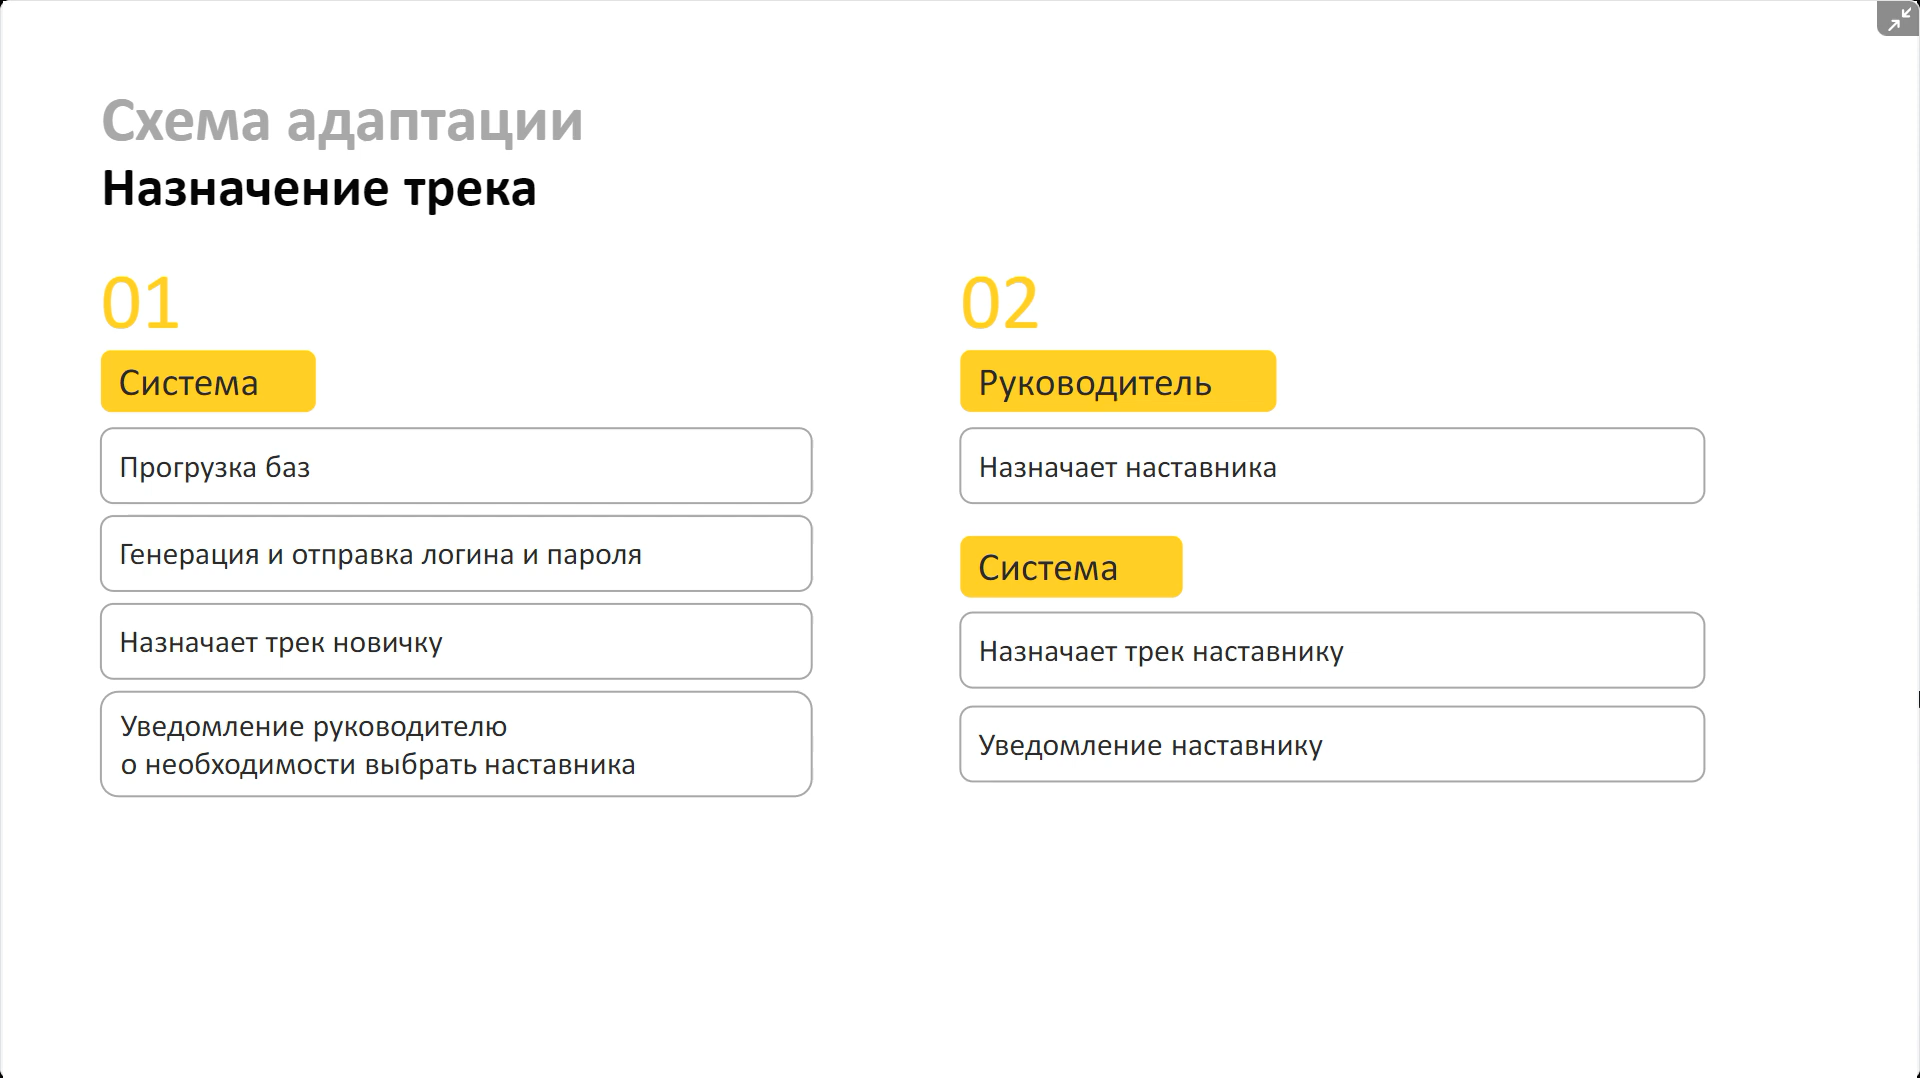 Схема адаптации
Назначение трека
01
Система
Прогрузка баз
Генерация и отправка логина и пароля
Назначает трек новичку
Уведомление руководителю
о необходимости выбрать наставника
02
Руководитель
Назначает наставника
Система
Назначает трек наставнику
Уведомление наставнику